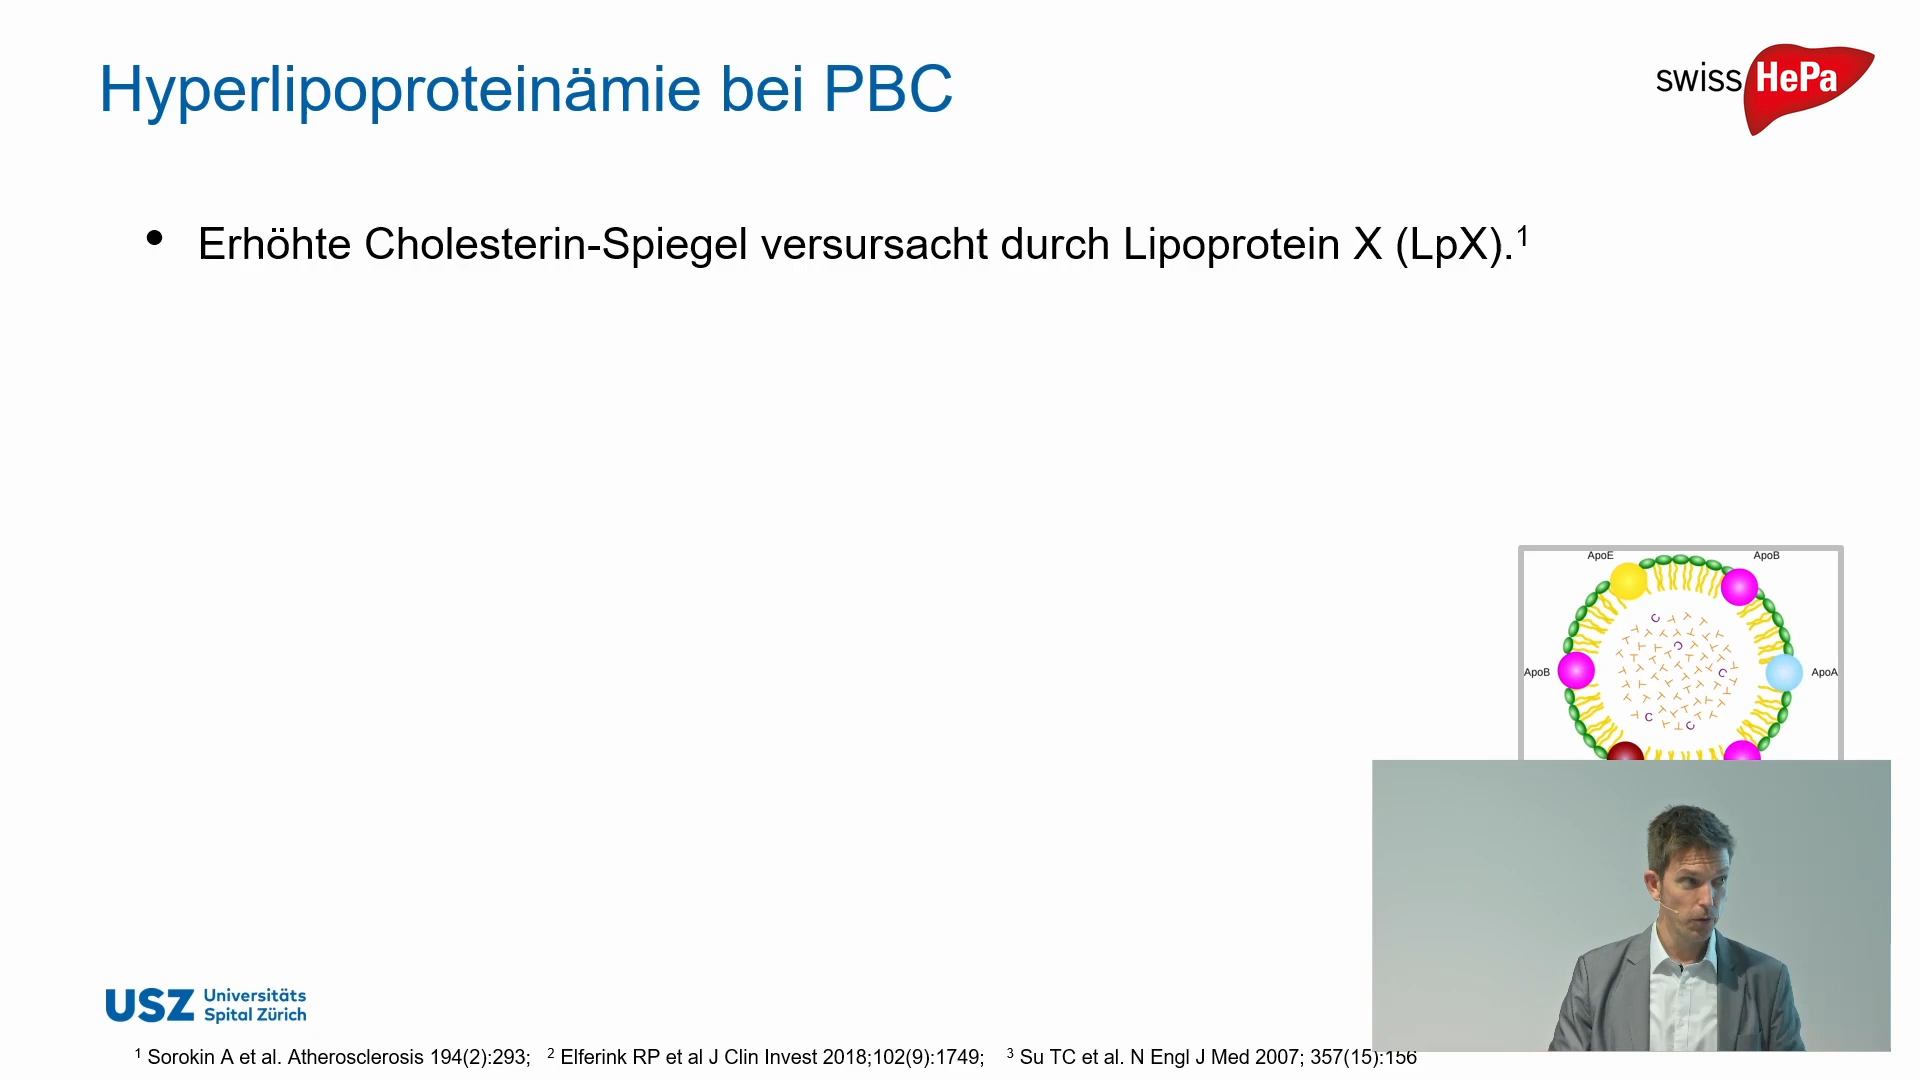 Hyperlipoproteinämie bei PBC
swiss HePa
• Erhöhte Cholesterin-Spiegel versursacht durch Lipoprotein X (LpX).¹
ApoE
ApoB
ApoB
ApoA
C
C
C
C
C
USZ Universitäts
Spital Zürich
¹ Sorokin A et al. Atherosclerosis 194(2):293; ² Elferink RP et al J Clin Invest 2018;102(9):1749; ³ Su TC et al. N Engl J Med 2007; 357(15):156